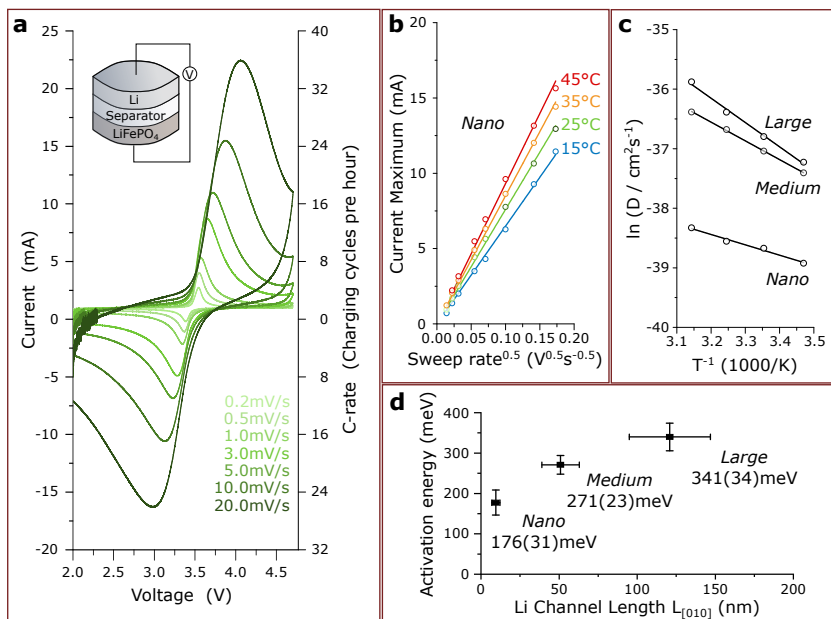 a
25
20
15
10
5
0
-5
-10
-15
-20
Current (mA)
36
32
24
16
8
0
8
16
24
32
C-rate (Charging cycles pre hour)
V
Li
Separator
LiFePO4
0.2mV/s
0.5mV/s
1.0mV/s
3.0mV/s
5.0mV/s
10.0mV/s
20.0mV/s
2.0 2.5 3.0 3.5 4.0 4.5
Voltage (V)
b
20
15
10
5
0
Current Maximum (mA)
Nano
45°C
35°C
25°C
15°C
0.00 0.05 0.10 0.15 0.20
Sweep rate0.5 (V0.5s-0.5)
c
-35
-36
-37
-38
-39
-40
ln (D / cm2s-1)
Large
Medium
Nano
3.1 3.2 3.3 3.4 3.5
T-1 (1000/K)
d
400
300
200
100
0
Activation energy (meV)
Nano
176(31)meV
Medium
271(23)meV
Large
341(34)meV
0 50 100 150 200
Li Channel Length L[010] (nm)